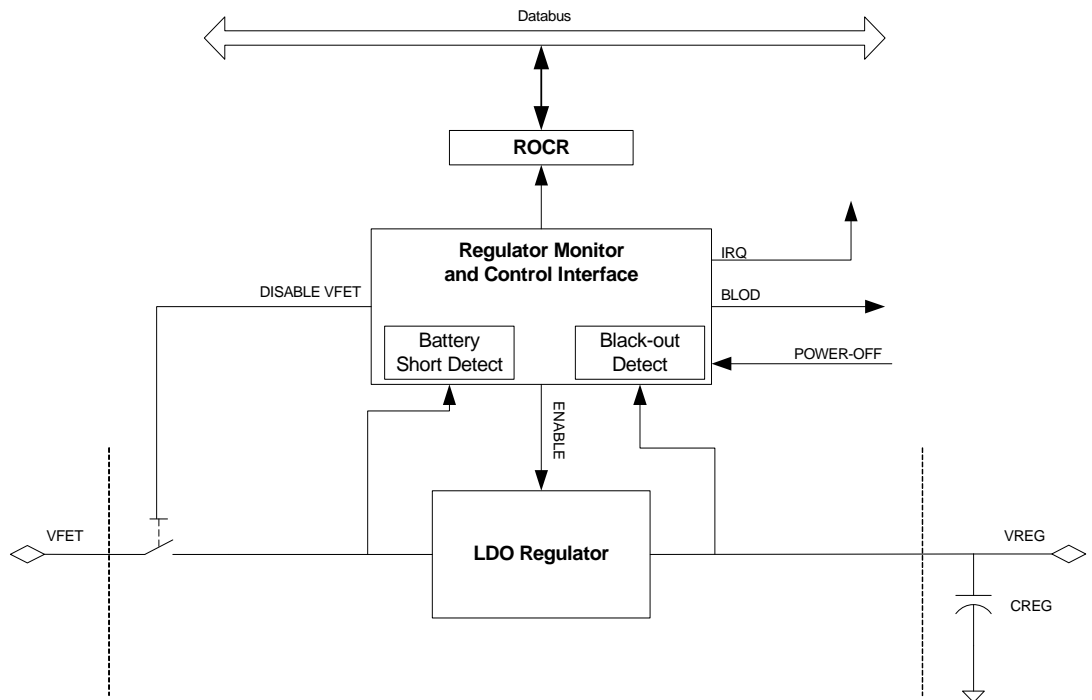 Databus
ROCR
Regulator Monitor
and Control Interface
IRQ
DISABLE VFET
BLOD
Battery
Short Detect
Black-out
Detect
POWER-OFF
ENABLE
VFET
LDO Regulator
VREG
CREG